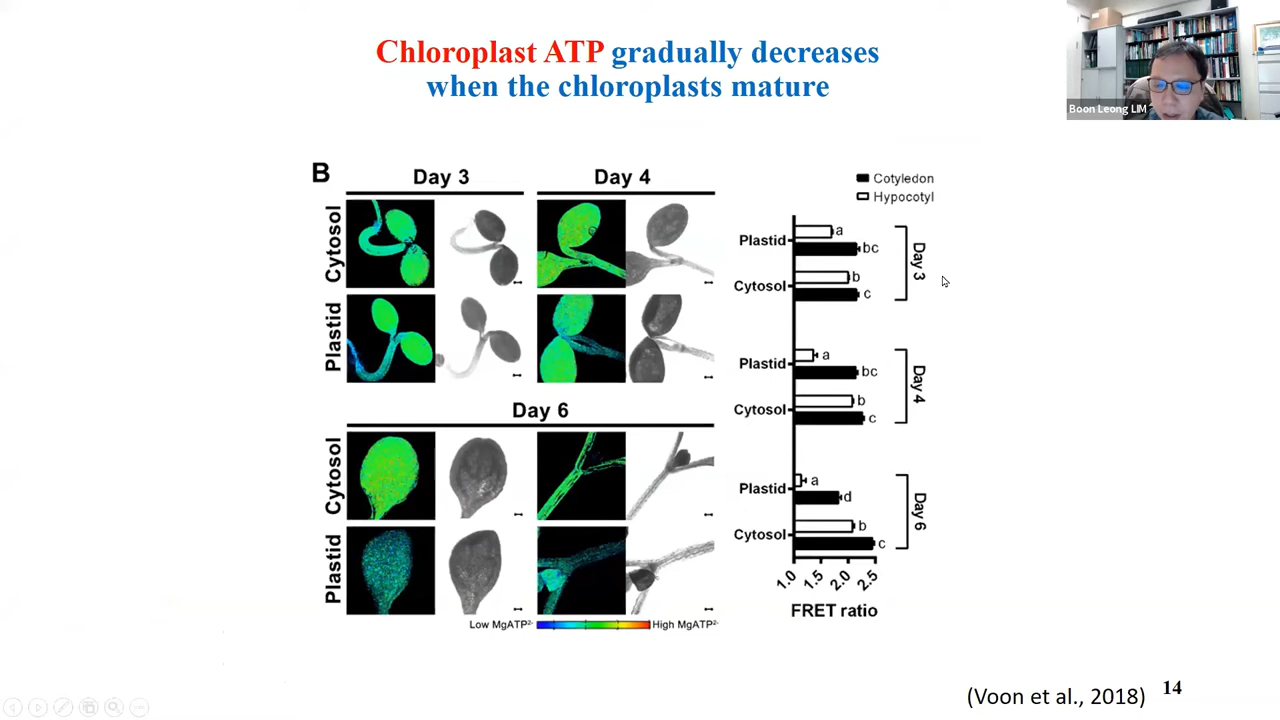 Chloroplast ATP gradually decreases
when the chloroplasts mature
Boon Leong LIM
B
Day 3
Day 4
Cytosol
Plastid
Day 6
Cytosol
Plastid
Low MgATP²⁻
High MgATP²⁻
Cotyledon
Hypocotyl
Plastid
a
bc
Cytosol
b
c
Day 3
Plastid
a
bc
Cytosol
b
c
Day 4
Plastid
a
d
Cytosol
b
c
Day 6
1.0 1.5 2.0 2.5
FRET ratio
(Voon et al., 2018)
14